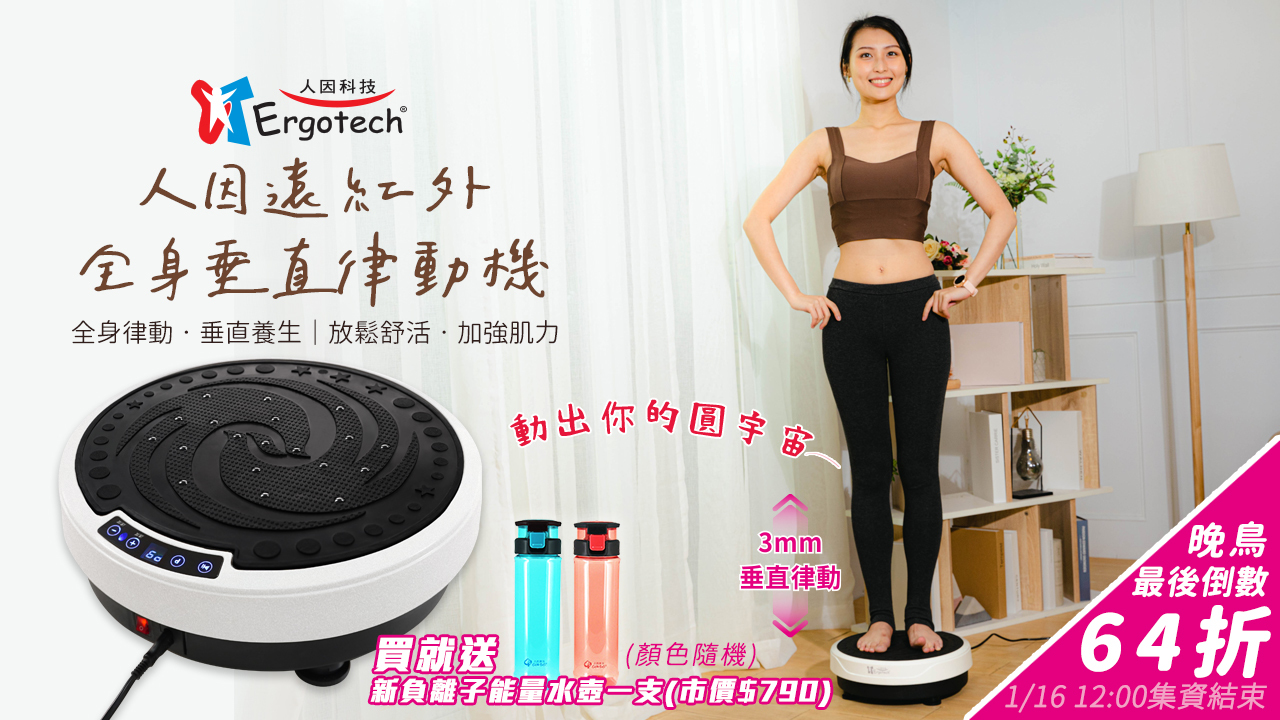 人因科技
Ergotech®
人因遠紅外
全身垂直律動機
全身律動．垂直養生｜放鬆舒活．加強肌力
動出你的圓宇宙
3mm
垂直律動
買就送
(顏色隨機)
新負離子能量水壺一支(市價$790)
晚鳥
最後倒數
64折
1/16 12:00集資結束